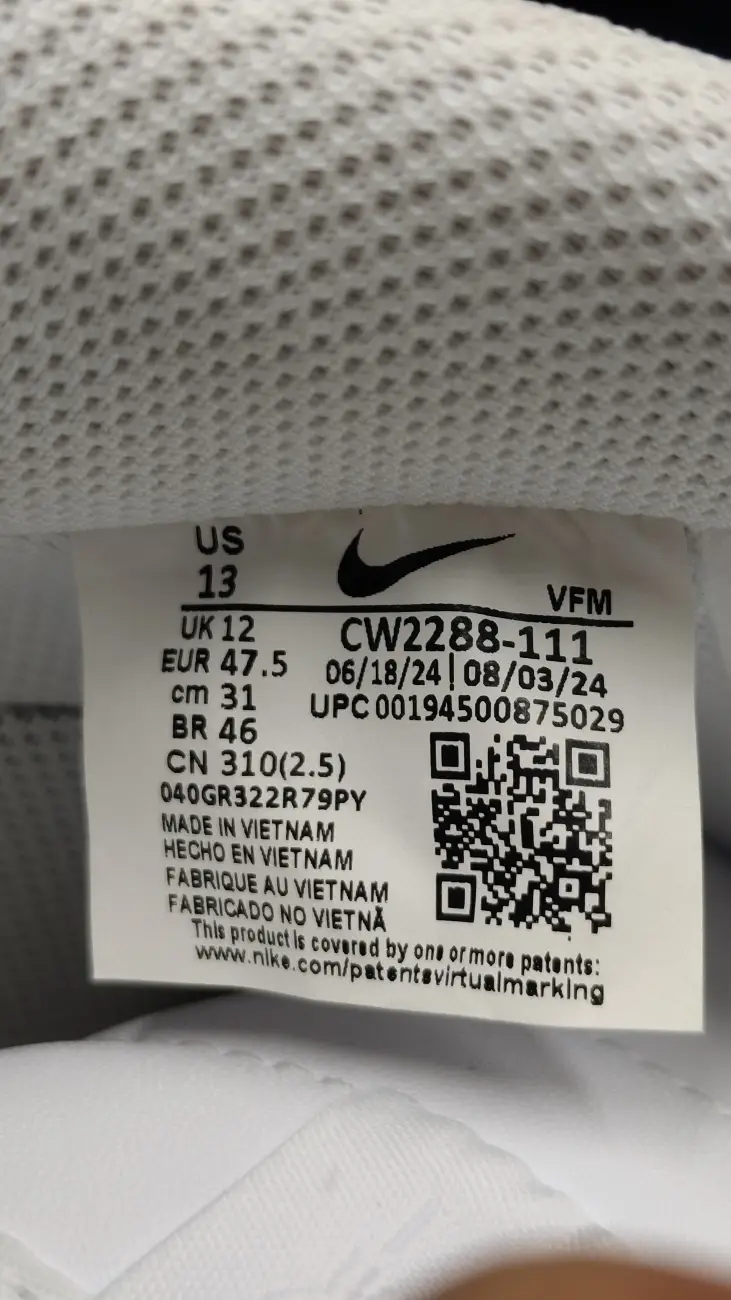 US
13
VFM
UK 12
CW2288-111
EUR 47.5
06/18/24|08/03/24
cm 31
UPC 00194500875029
BR 46
CN 310(2.5)
040GR322R79PY
MADE IN VIETNAM
HECHO EN VIETNAM
FABRIQUE AU VIETNAM
FABRICADO NO VIETNÃ
This product is covered by one or more patents:
www.nike.com/patentsvirtualmarking